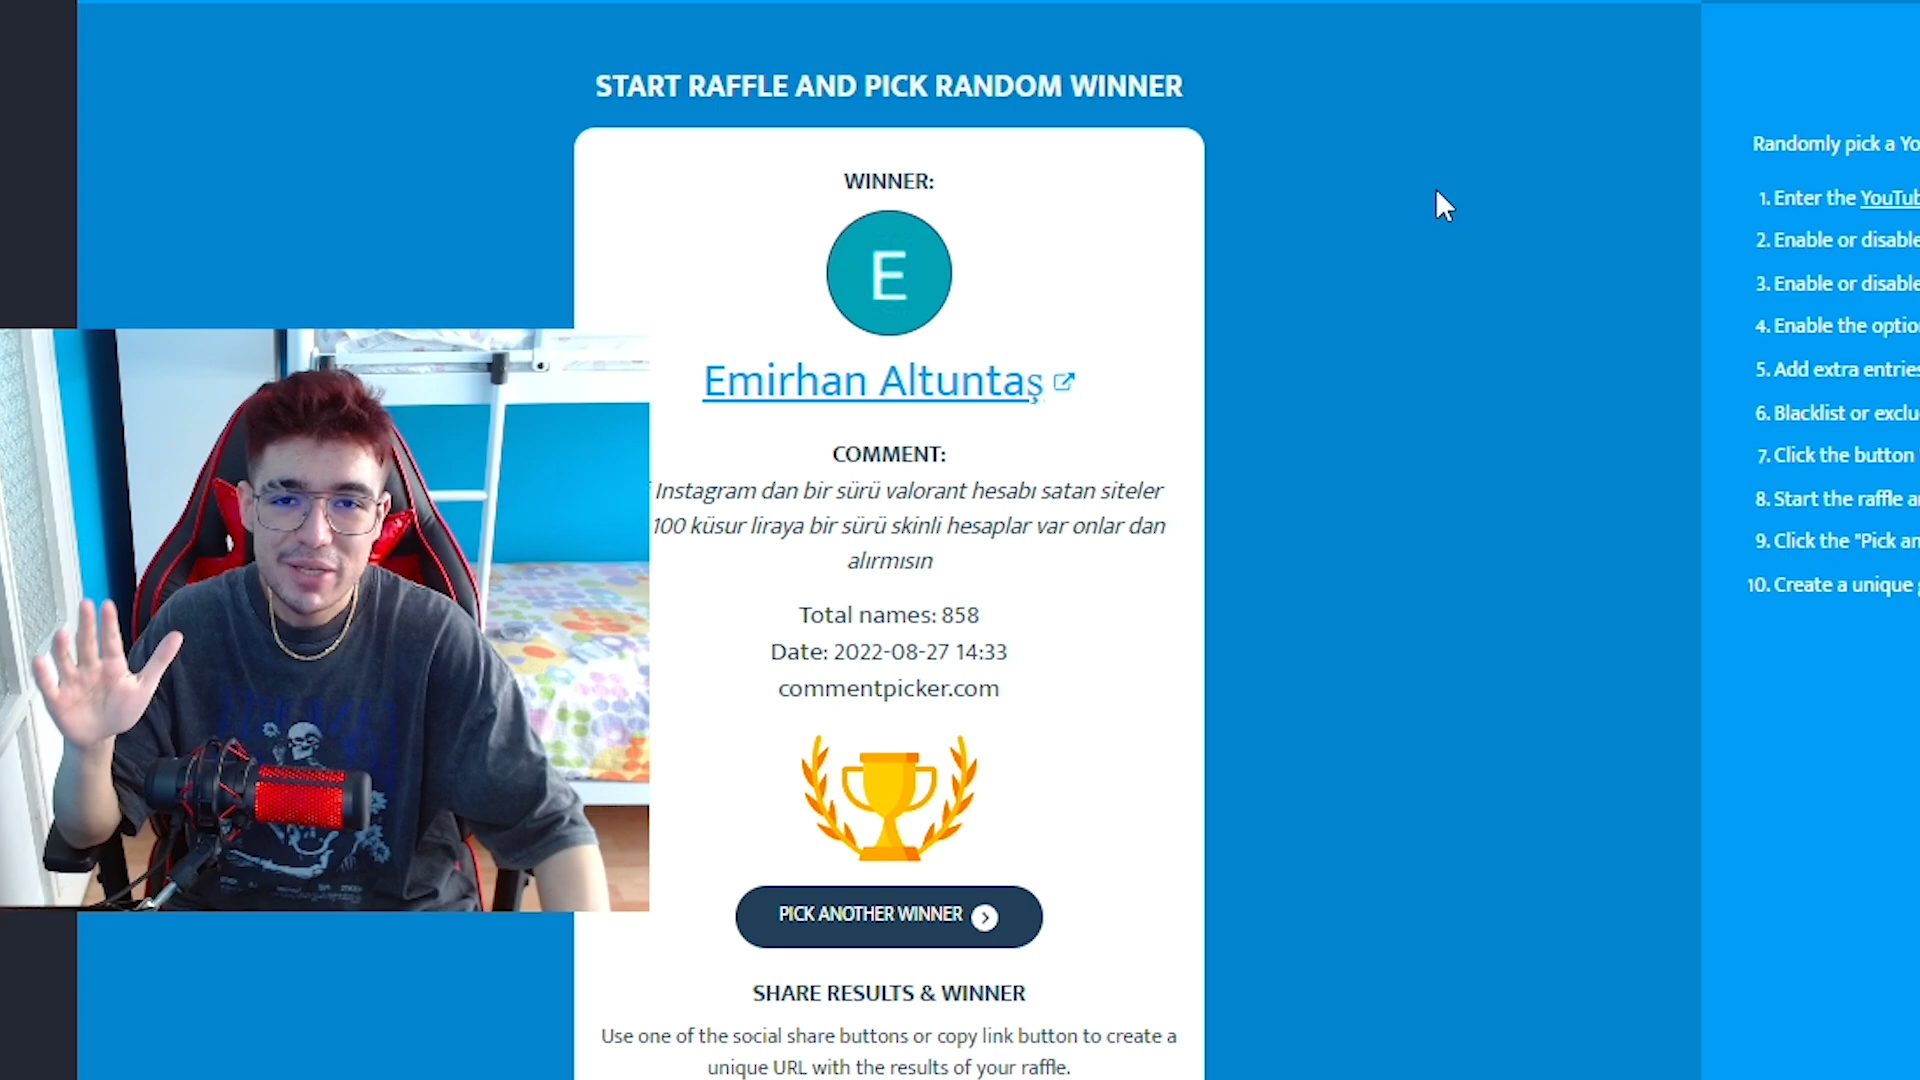 START RAFFLE AND PICK RANDOM WINNER
WINNER:
E
Emirhan Altuntaş
COMMENT:
Instagram dan bir sürü valorant hesabı satan siteler
100 küsur liraya bir sürü skinli hesaplar var onlar dan
alırmısın
Total names: 858
Date: 2022-08-27 14:33
commentpicker.com
PICK ANOTHER WINNER
SHARE RESULTS & WINNER
Use one of the social share buttons or copy link button to create a
unique URL with the results of your raffle.
Randomly pick a Yo
1. Enter the YouTub
2. Enable or disable
3. Enable or disable
4. Enable the optio
5. Add extra entries
6. Blacklist or exclu
7. Click the button
8. Start the raffle a
9. Click the "Pick an
10. Create a unique